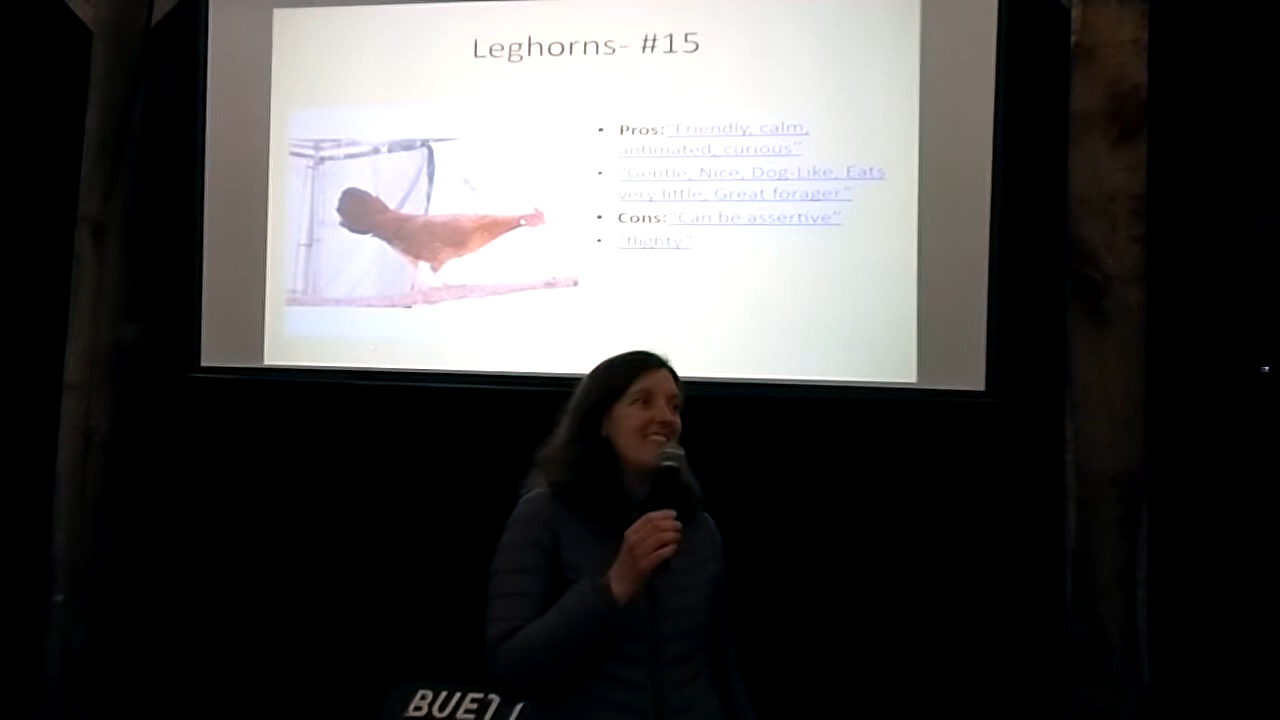 Leghorns- #15
• Pros:"Friendly, calm,
antimated, curious"
• "Gentle, Nice, Dog-Like, Eats
very little, Great forager"
• Cons: "Can be assertive"
• "flighty"